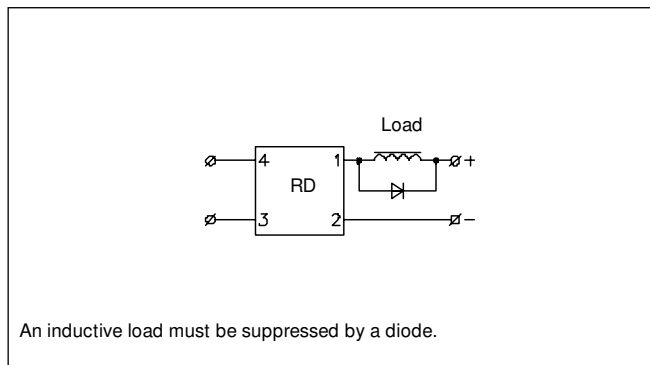 Load
4 1 +
RD
3 2 −
An inductive load must be suppressed by a diode.